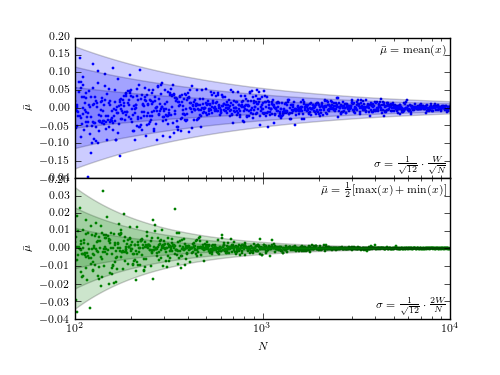 0.20
μ̄ = mean(x)
0.15
0.10
0.05
μ̄
0.00
−0.05
−0.10
−0.15
σ = 1/√12 · W/√N
−0.20
0.04
μ̄ = 1/2[max(x) + min(x)]
0.03
0.02
0.01
μ̄
0.00
−0.01
−0.02
−0.03
σ = 1/√12 · 2W/N
−0.04
10² 10³ 10⁴
N